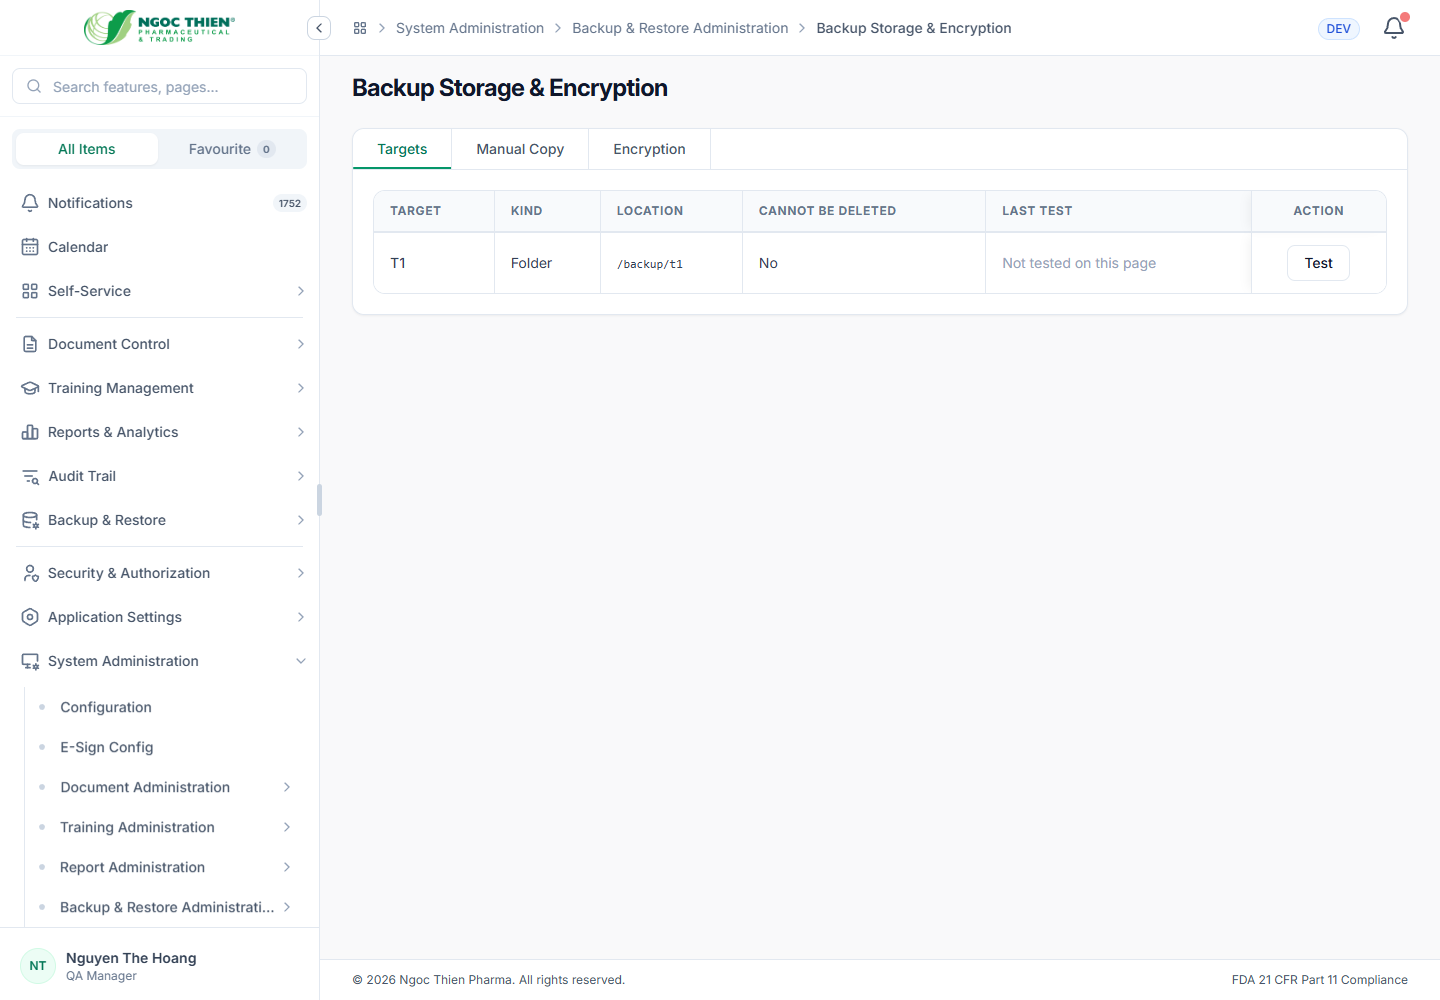 NGOC THIEN®
PHARMACEUTICAL
& TRADING
System Administration
Backup & Restore Administration
Backup Storage & Encryption
DEV
Search features, pages...
All Items
Favourite 0
Notifications 1752
Calendar
Self-Service
Document Control
Training Management
Reports & Analytics
Audit Trail
Backup & Restore
Security & Authorization
Application Settings
System Administration
Configuration
E-Sign Config
Document Administration
Training Administration
Report Administration
Backup & Restore Administrati...
NT
Nguyen The Hoang
QA Manager
Backup Storage & Encryption
Targets Manual Copy Encryption
TARGET KIND LOCATION CANNOT BE DELETED LAST TEST ACTION
T1 Folder /backup/t1 No Not tested on this page Test
© 2026 Ngoc Thien Pharma. All rights reserved.
FDA 21 CFR Part 11 Compliance